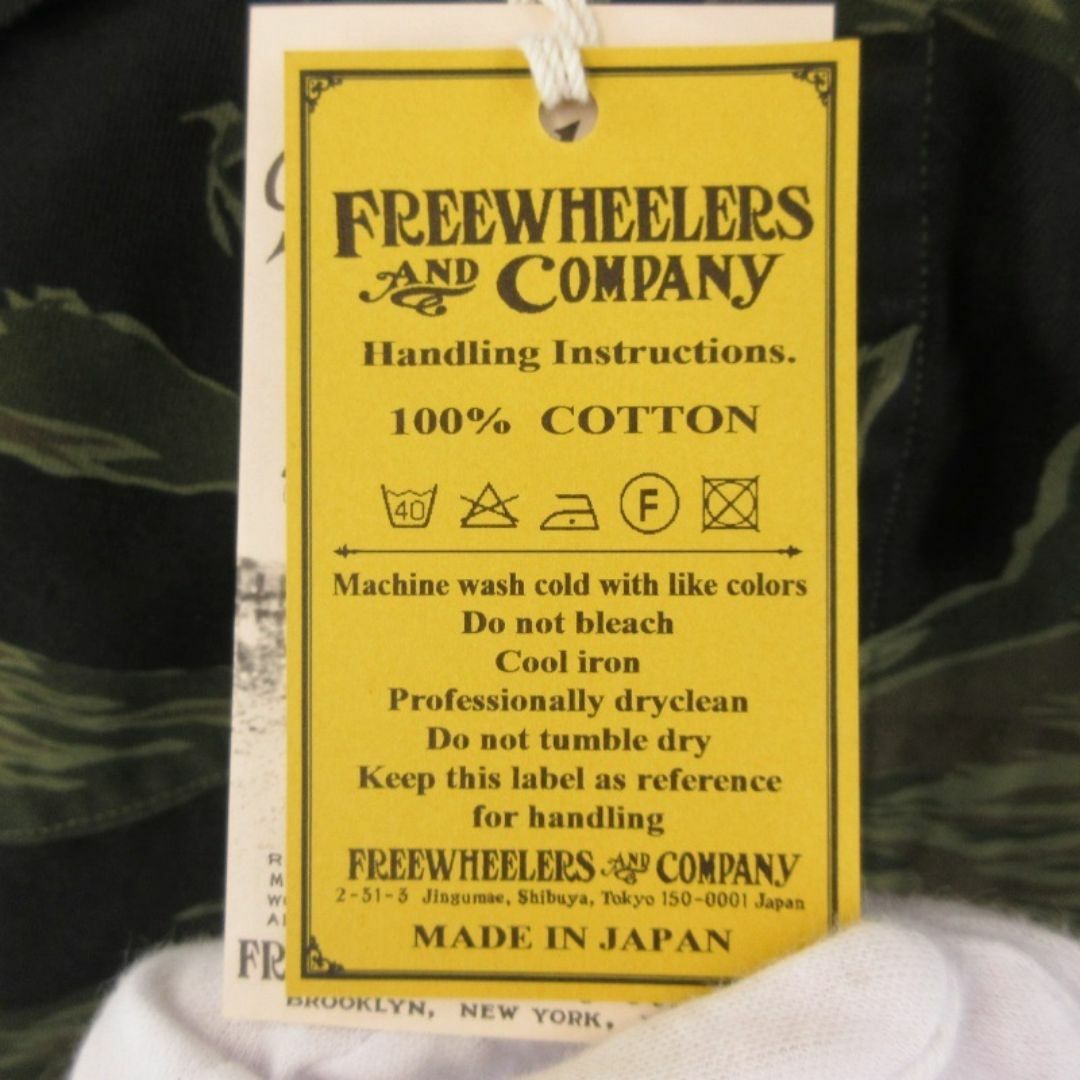 FREEWHEELERS
AND COMPANY
Handling Instructions.
100% COTTON
40 F
Machine wash cold with like colors
Do not bleach
Cool iron
Professionally dryclean
Do not tumble dry
Keep this label as reference
for handling
FREEWHEELERS AND COMPANY
2-31-3 Jingumae, Shibuya, Tokyo 150-0001 Japan
MADE IN JAPAN
FR
BROOKLYN, NEW YORK,